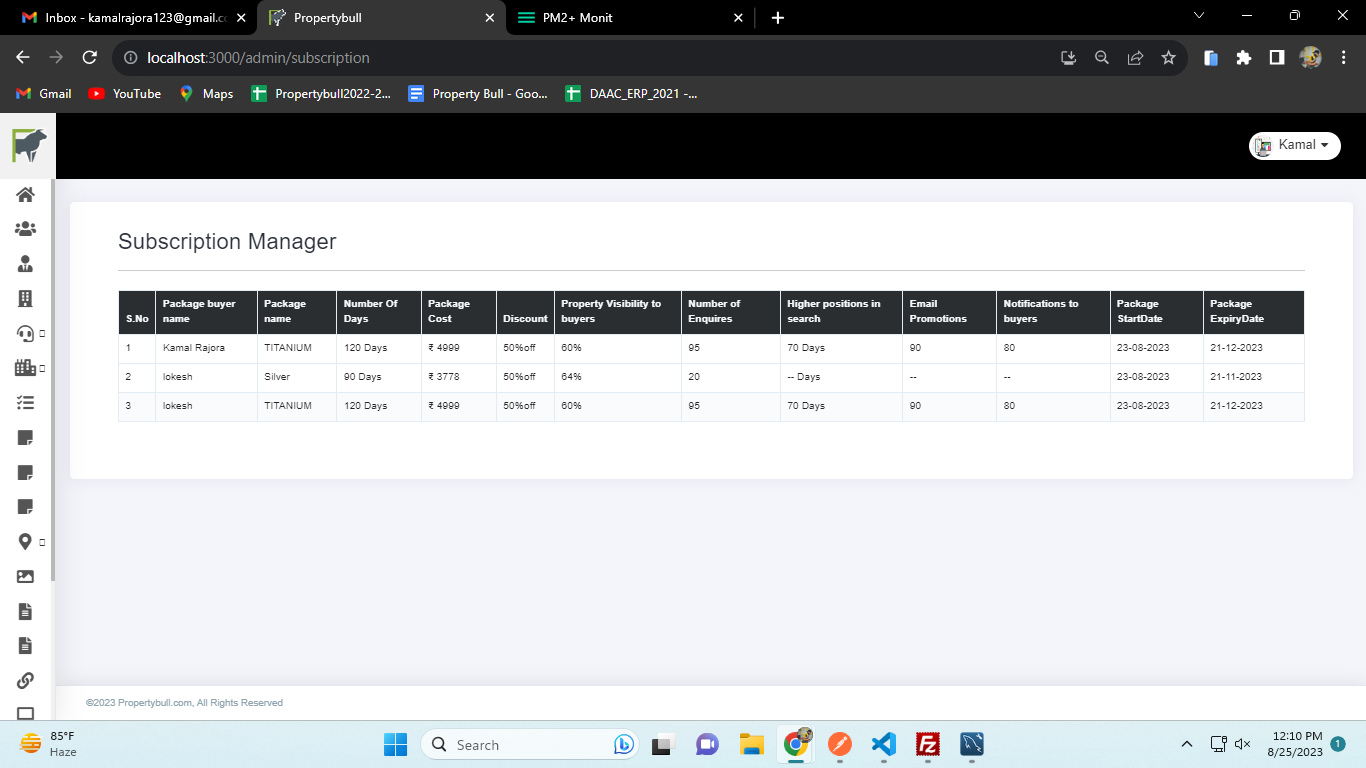 Inbox - kamalrajora123@gmail.co
Propertybull
PM2+ Monit
localhost:3000/admin/subscription
Gmail
YouTube
Maps
Propertybull2022-2...
Property Bull - Goo...
DAAC_ERP_2021 -...
Kamal
Subscription Manager
S.No Package buyer name Package name Number Of Days Package Cost Discount Property Visibility to buyers Number of Enquires Higher positions in search Email Promotions Notifications to buyers Package StartDate Package ExpiryDate
1 Kamal Rajora TITANIUM 120 Days ₹ 4999 50%off 60% 95 70 Days 90 80 23-08-2023 21-12-2023
2 lokesh Silver 90 Days ₹ 3778 50%off 64% 20 -- Days -- -- 23-08-2023 21-11-2023
3 lokesh TITANIUM 120 Days ₹ 4999 50%off 60% 95 70 Days 90 80 23-08-2023 21-12-2023
©2023 Propertybull.com, All Rights Reserved
85°F
Haze
Search
12:10 PM
8/25/2023
1